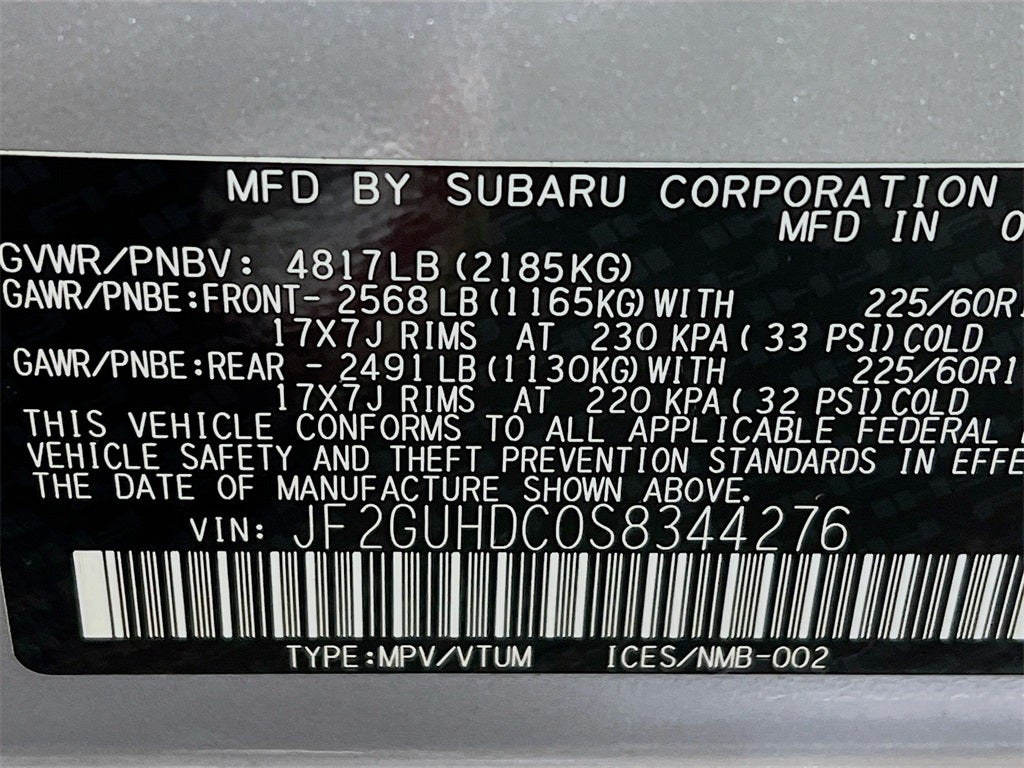 MFD BY SUBARU CORPORATION
MFD IN 0
GVWR/PNBV: 4817LB (2185KG)
GAWR/PNBE:FRONT- 2568 LB (1165KG) WITH 225/60R1
17X7J RIMS AT 230 KPA ( 33 PSI) COLD
GAWR/PNBE:REAR - 2491 LB (1130KG) WITH 225/60R1
17X7J RIMS AT 220 KPA ( 32 PSI) COLD
THIS VEHICLE CONFORMS TO ALL APPLICABLE FEDERAL
VEHICLE SAFETY AND THEFT PREVENTION STANDARDS IN EFFE
THE DATE OF MANUFACTURE SHOWN ABOVE.
VIN: JF2GUHDC0S8344276
TYPE:MPV/VTUM ICES/NMB-002